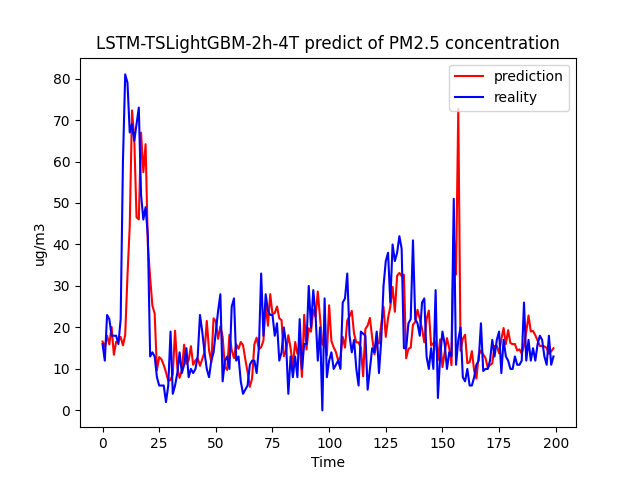 LSTM-TSLightGBM-2h-4T predict of PM2.5 concentration
prediction
reality
80
70
60
50
40
30
20
10
0
ug/m3
0 25 50 75 100 125 150 175 200
Time